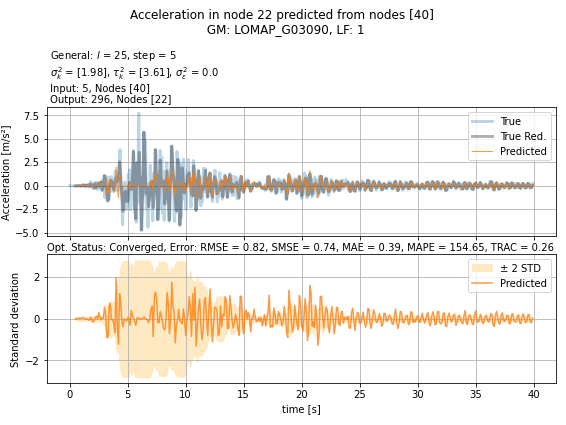 Acceleration in node 22 predicted from nodes [40]
GM: LOMAP_G03090, LF: 1
General: l = 25, step = 5
σ²ₖ = [1.98], τ²ₖ = [3.61], σ²ₑ = 0.0
Input: 5, Nodes [40]
Output: 296, Nodes [22]
7.5
5.0
2.5
0.0
−2.5
−5.0
Acceleration [m/s²]
True
True Red.
Predicted
Opt. Status: Converged, Error: RMSE = 0.82, SMSE = 0.74, MAE = 0.39, MAPE = 154.65, TRAC = 0.26
2
0
−2
Standard deviation
± 2 STD
Predicted
0 5 10 15 20 25 30 35 40
time [s]